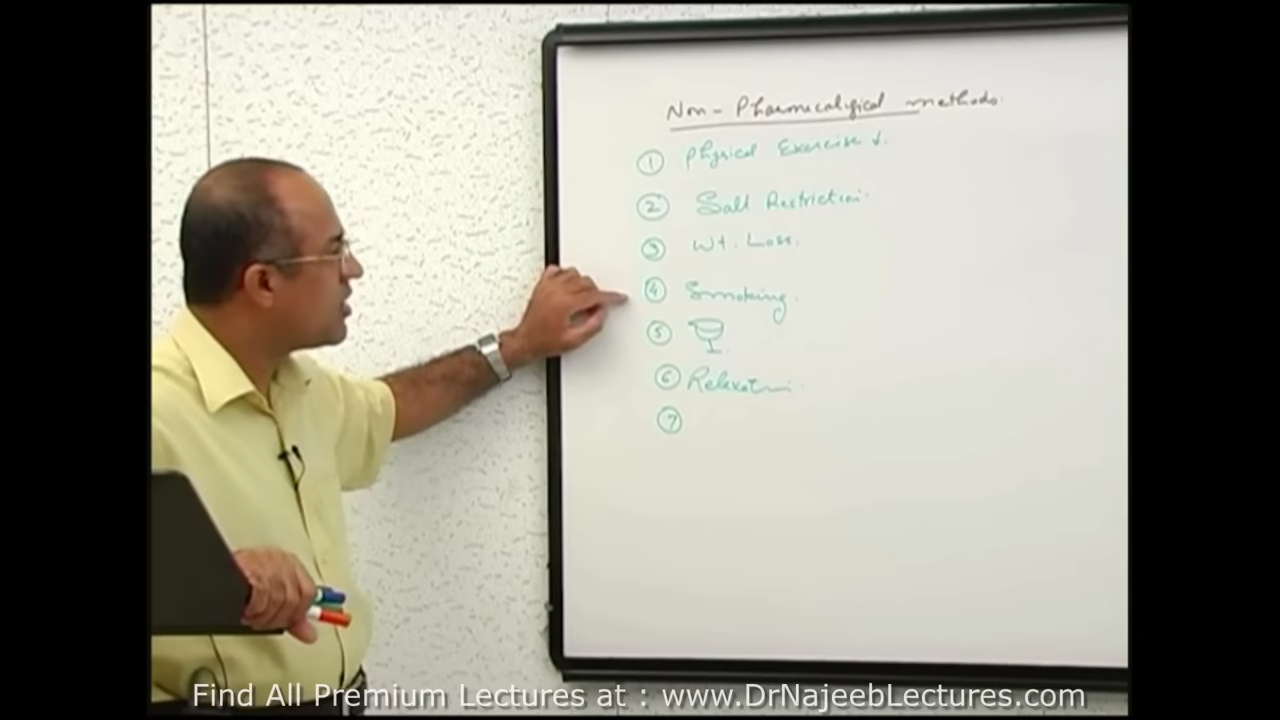 Non - Pharmacalogical methods.
① Physical Exercise ↓.
② Salt Restriction.
③ Wt. Loss.
④ Smoking.
⑤
⑥ Relaxation.
⑦
Find All Premium Lectures at : www.DrNajeebLectures.com